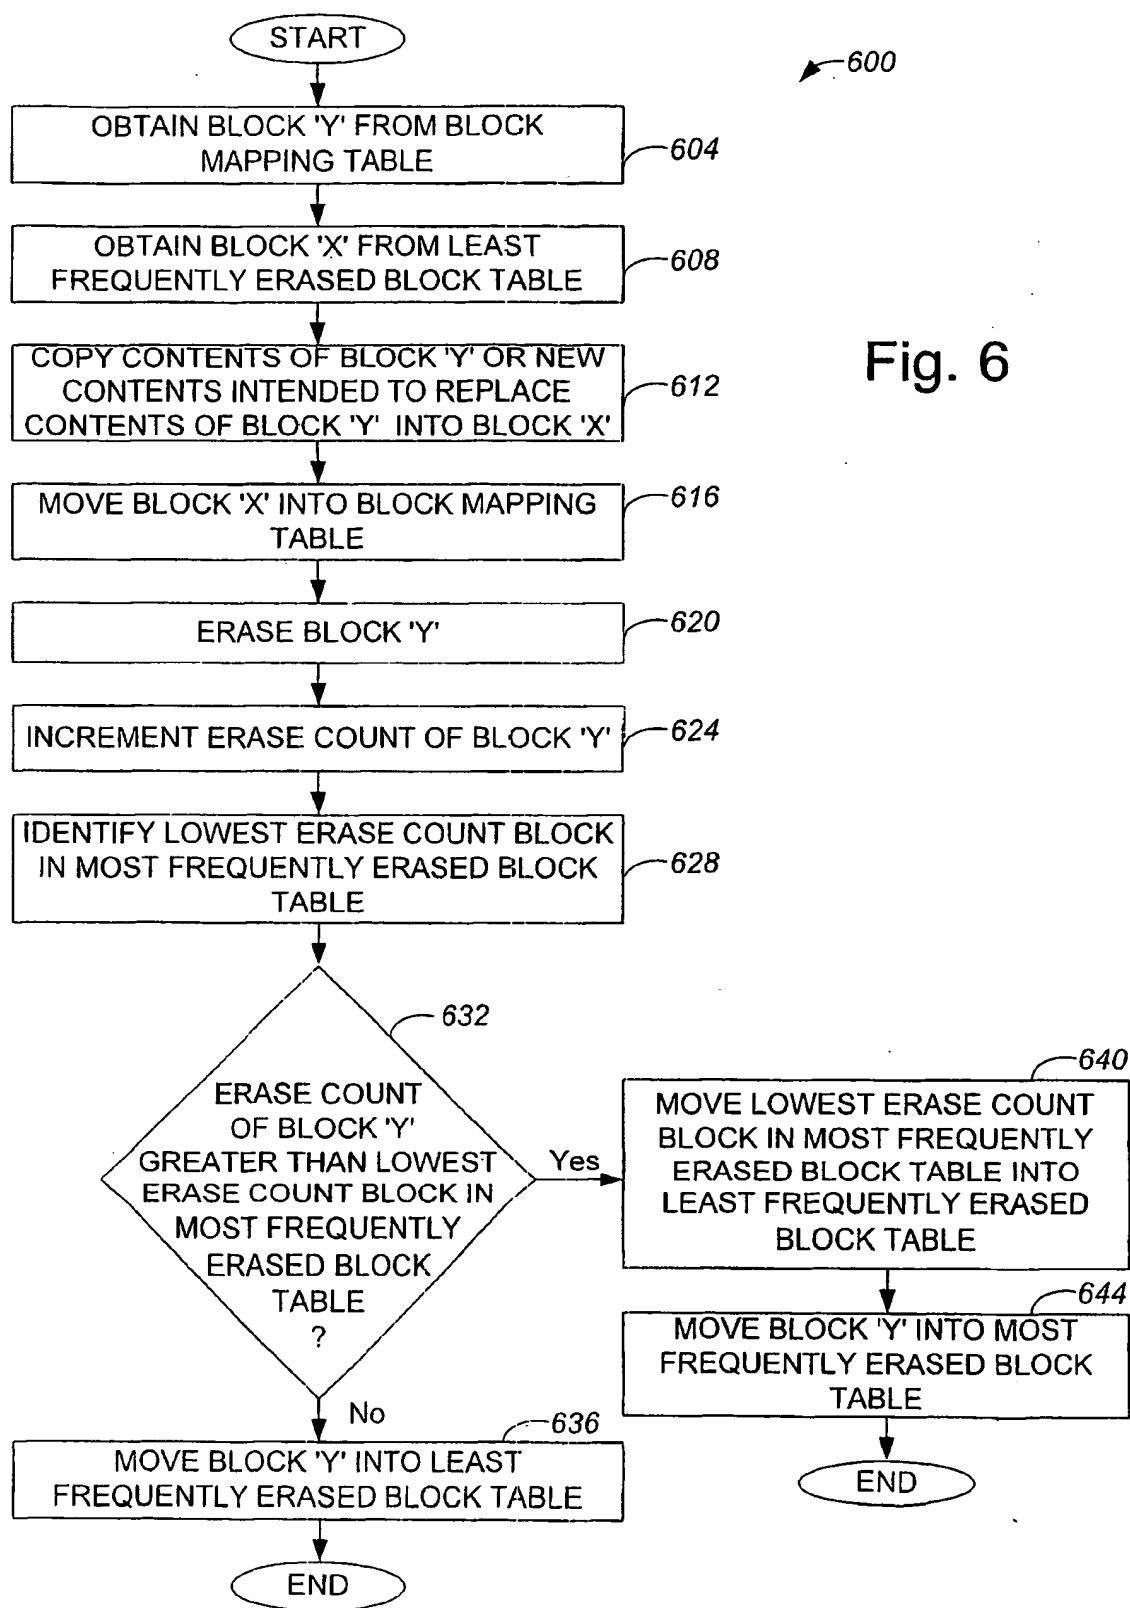 START
600
OBTAIN BLOCK 'Y' FROM BLOCK
MAPPING TABLE
604
OBTAIN BLOCK 'X' FROM LEAST
FREQUENTLY ERASED BLOCK TABLE
608
Fig. 6
COPY CONTENTS OF BLOCK 'Y' OR NEW
CONTENTS INTENDED TO REPLACE
CONTENTS OF BLOCK 'Y' INTO BLOCK 'X'
612
MOVE BLOCK 'X' INTO BLOCK MAPPING
TABLE
616
ERASE BLOCK 'Y'
620
INCREMENT ERASE COUNT OF BLOCK 'Y'
624
IDENTIFY LOWEST ERASE COUNT BLOCK
IN MOST FREQUENTLY ERASED BLOCK
TABLE
628
632
ERASE COUNT
OF BLOCK 'Y'
GREATER THAN LOWEST
ERASE COUNT BLOCK IN
MOST FREQUENTLY
ERASED BLOCK
TABLE
?
Yes
640
MOVE LOWEST ERASE COUNT
BLOCK IN MOST FREQUENTLY
ERASED BLOCK TABLE INTO
LEAST FREQUENTLY ERASED
BLOCK TABLE
644
MOVE BLOCK 'Y' INTO MOST
FREQUENTLY ERASED BLOCK
TABLE
END
No
636
MOVE BLOCK 'Y' INTO LEAST
FREQUENTLY ERASED BLOCK TABLE
END